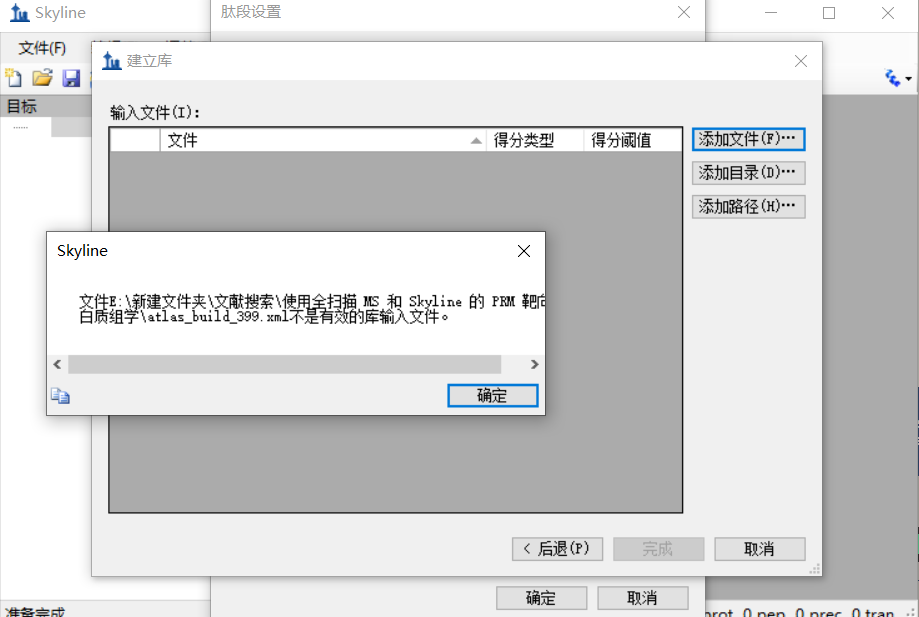 Skyline
肽段设置
文件(F)
建立库
目标
输入文件(I):
文件
得分类型
得分阈值
添加文件(F)...
添加目录(D)...
添加路径(H)...
Skyline
文件E:\新建文件夹\文献搜索\使用全扫描 MS 和 Skyline 的 PRM 靶向
白质组学\atlas_build_399.xml不是有效的库输入文件。
确定
< 后退(P)
完成
取消
确定
取消
准备完成
prot 0 pep 0 prec 0 tran